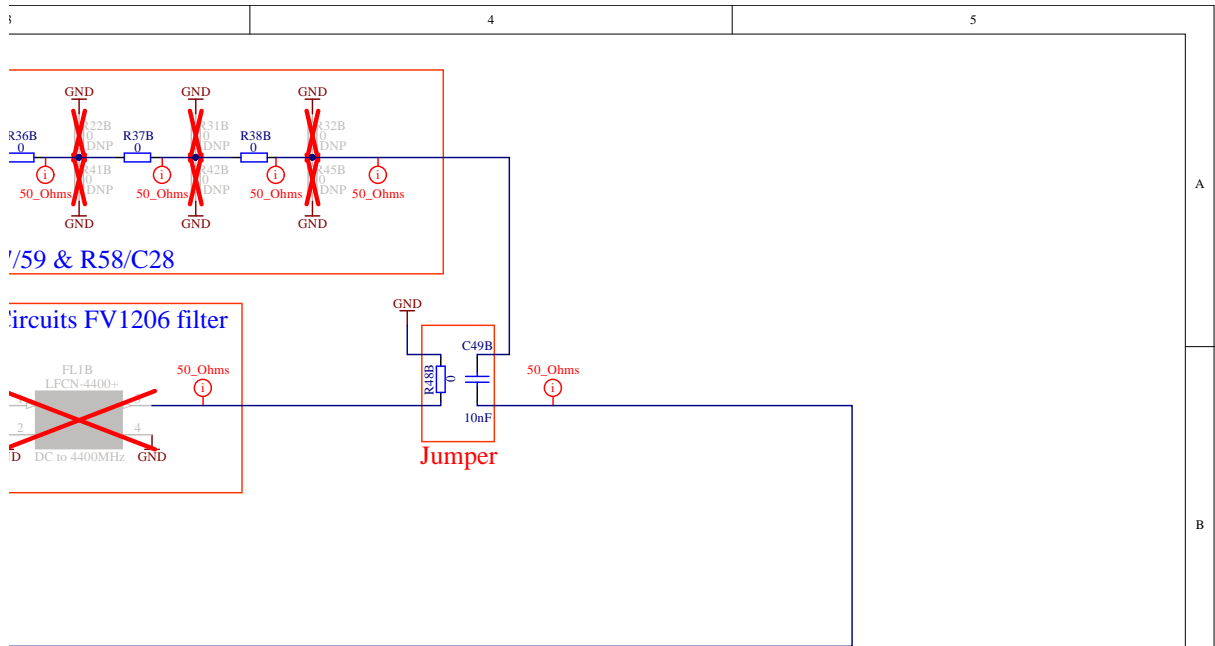 4
5
GND
GND
GND
R22B
0
DNP
R31B
0
DNP
R32B
0
DNP
R36B
0
R37B
0
R38B
0
R41B
0
DNP
R42B
0
DNP
R45B
0
DNP
i
i
i
i
50_Ohms
50_Ohms
50_Ohms
50_Ohms
GND
GND
GND
A
/59 & R58/C28
ircuits FV1206 filter
GND
C49B
R48B
0
10nF
Jumper
50_Ohms
i
50_Ohms
i
FL1B
LFCN-4400+
2
4
DC to 4400MHz
GND
B